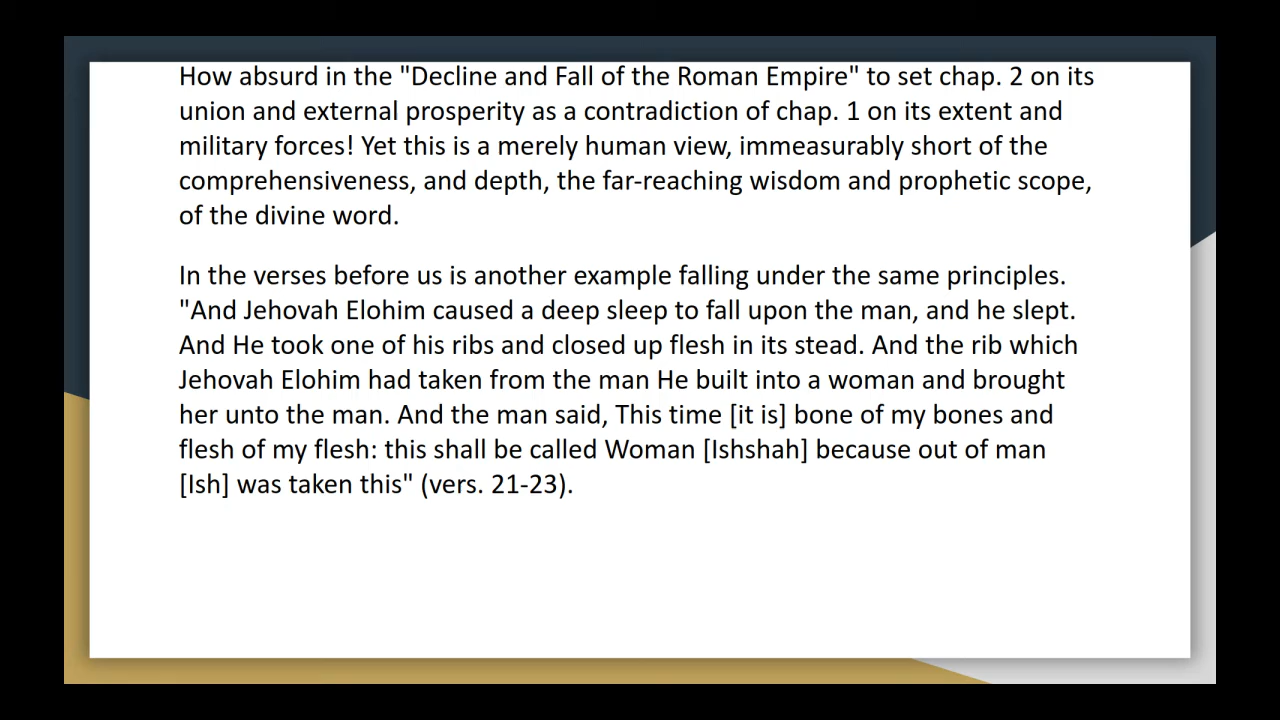 How absurd in the "Decline and Fall of the Roman Empire" to set chap. 2 on its
union and external prosperity as a contradiction of chap. 1 on its extent and
military forces! Yet this is a merely human view, immeasurably short of the
comprehensiveness, and depth, the far-reaching wisdom and prophetic scope,
of the divine word.
In the verses before us is another example falling under the same principles.
"And Jehovah Elohim caused a deep sleep to fall upon the man, and he slept.
And He took one of his ribs and closed up flesh in its stead. And the rib which
Jehovah Elohim had taken from the man He built into a woman and brought
her unto the man. And the man said, This time [it is] bone of my bones and
flesh of my flesh: this shall be called Woman [Ishshah] because out of man
[Ish] was taken this" (vers. 21-23).